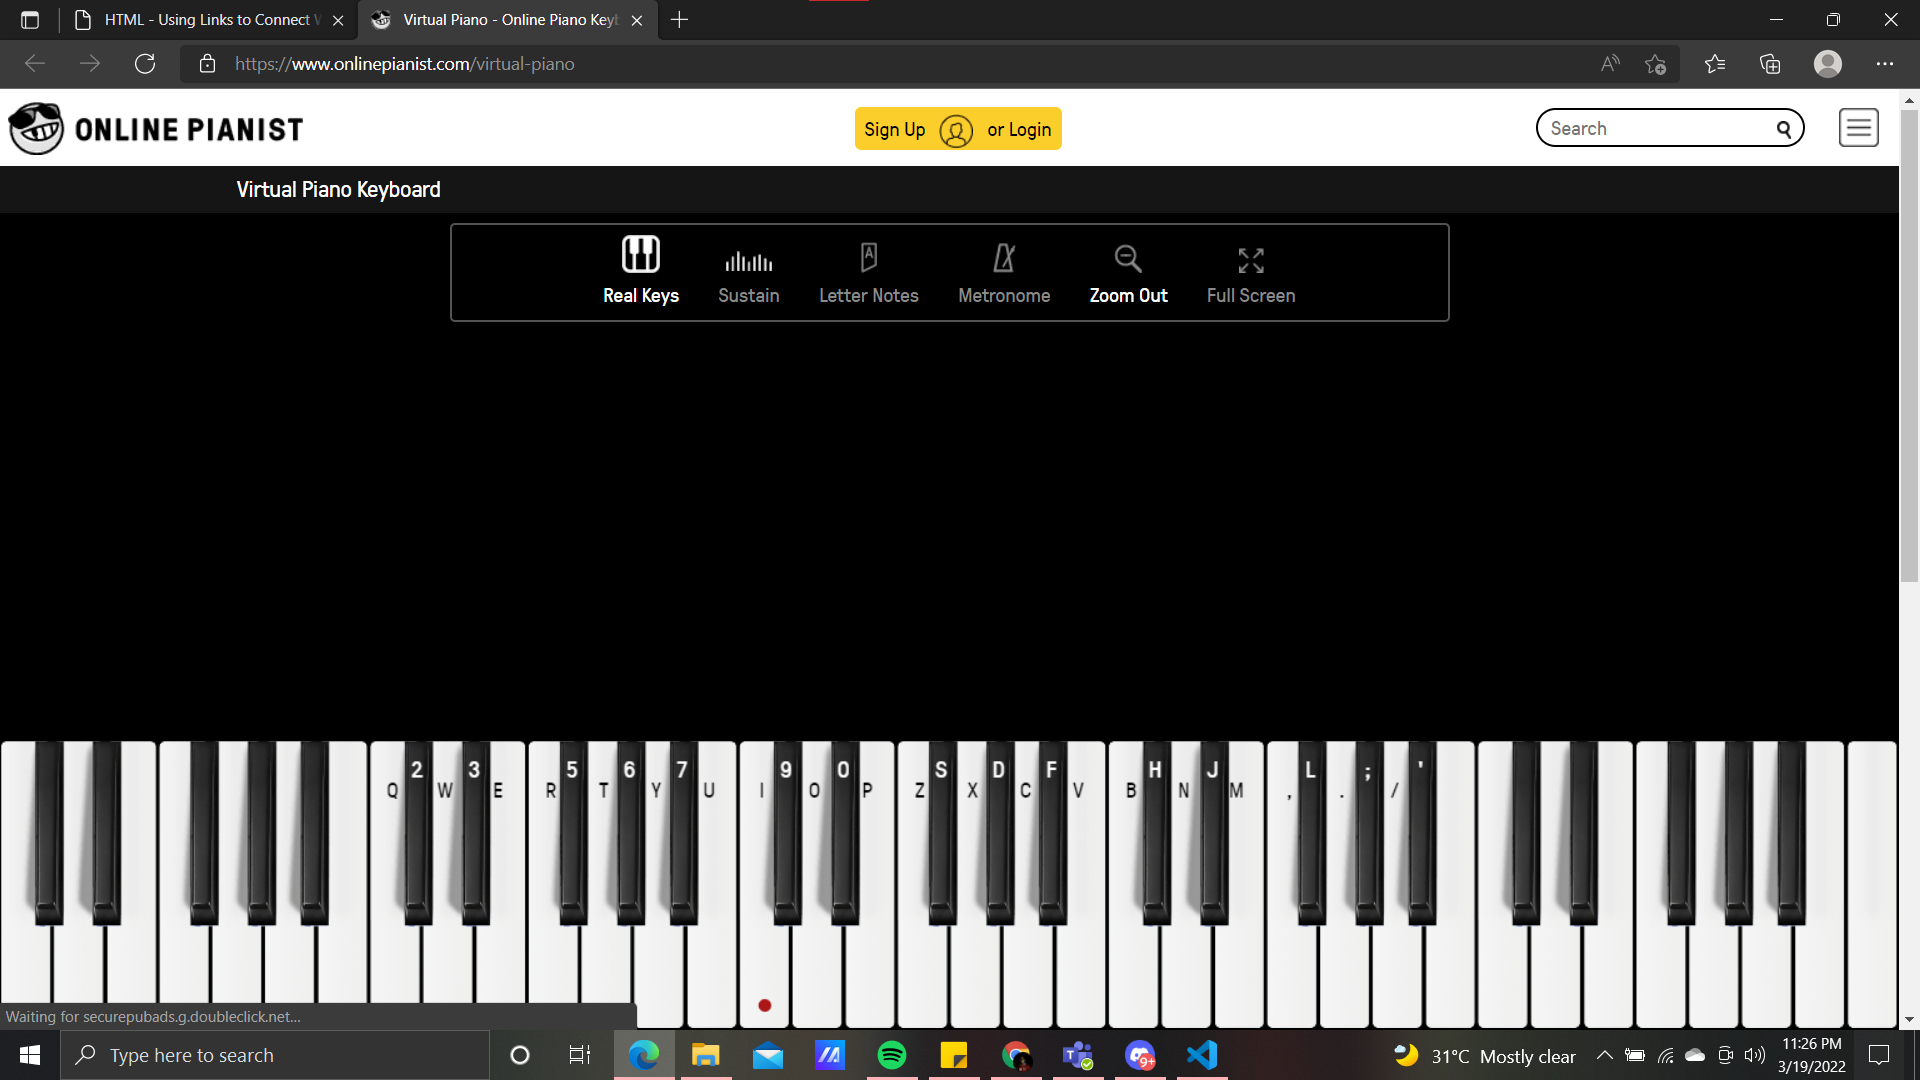 HTML - Using Links to Connect
Virtual Piano - Online Piano Keyb
https://www.onlinepianist.com/virtual-piano
ONLINE PIANIST
Sign Up or Login
Search
Virtual Piano Keyboard
Real Keys Sustain Letter Notes Metronome Zoom Out Full Screen
A
2 3 5 6 7 9 0 S D F H J L ; '
Q W E R T Y U I O P Z X C V B N M , . /
Waiting for securepubads.g.doubleclick.net...
Type here to search
9+
31°C Mostly clear
11:26 PM
3/19/2022